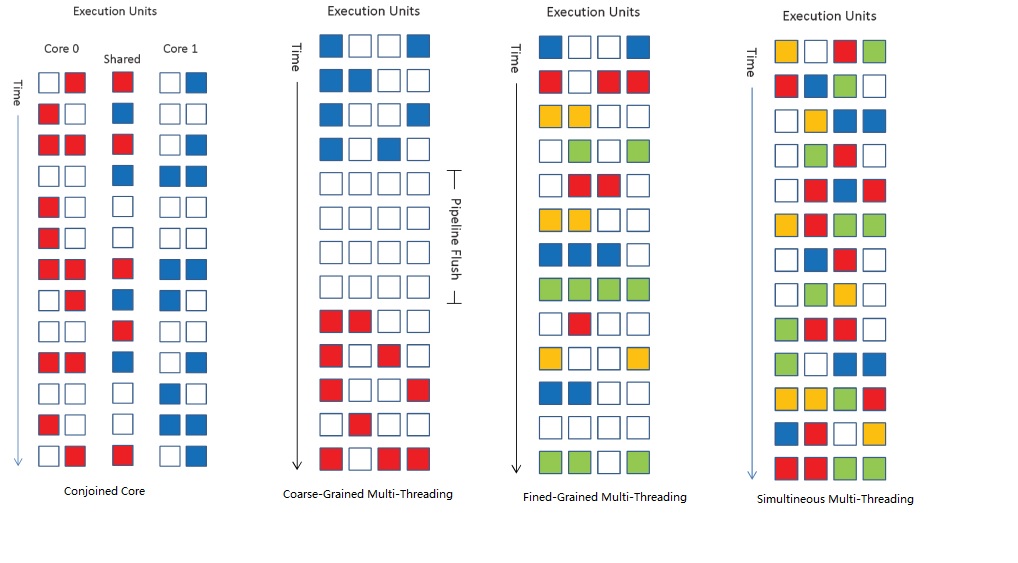 Execution Units
Core 0
Shared
Core 1
Time
Conjoined Core
Execution Units
Time
Pipeline Flush
Coarse-Grained Multi-Threading
Execution Units
Time
Fined-Grained Multi-Threading
Execution Units
Time
Simultineous Multi-Threading